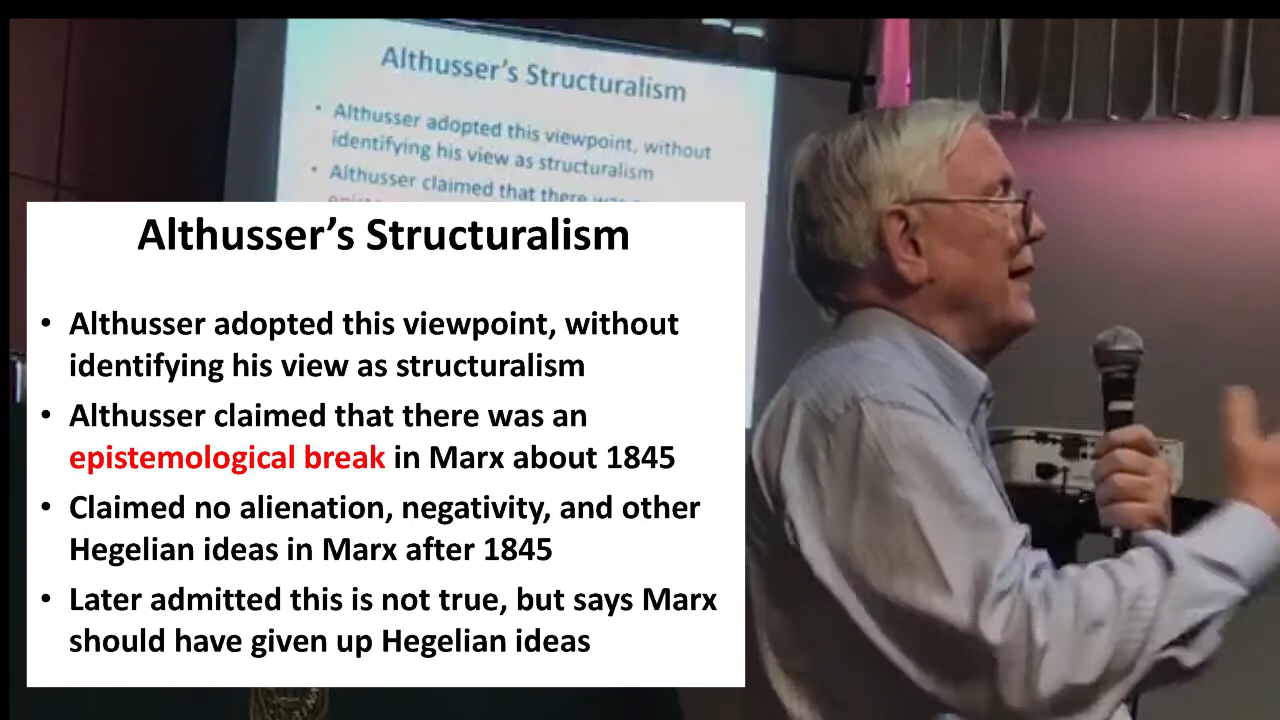 Althusser's Structuralism
• Althusser adopted this viewpoint, without
identifying his view as structuralism
• Althusser claimed that there was
Althusser's Structuralism
• Althusser adopted this viewpoint, without
identifying his view as structuralism
• Althusser claimed that there was an
epistemological break in Marx about 1845
• Claimed no alienation, negativity, and other
Hegelian ideas in Marx after 1845
• Later admitted this is not true, but says Marx
should have given up Hegelian ideas